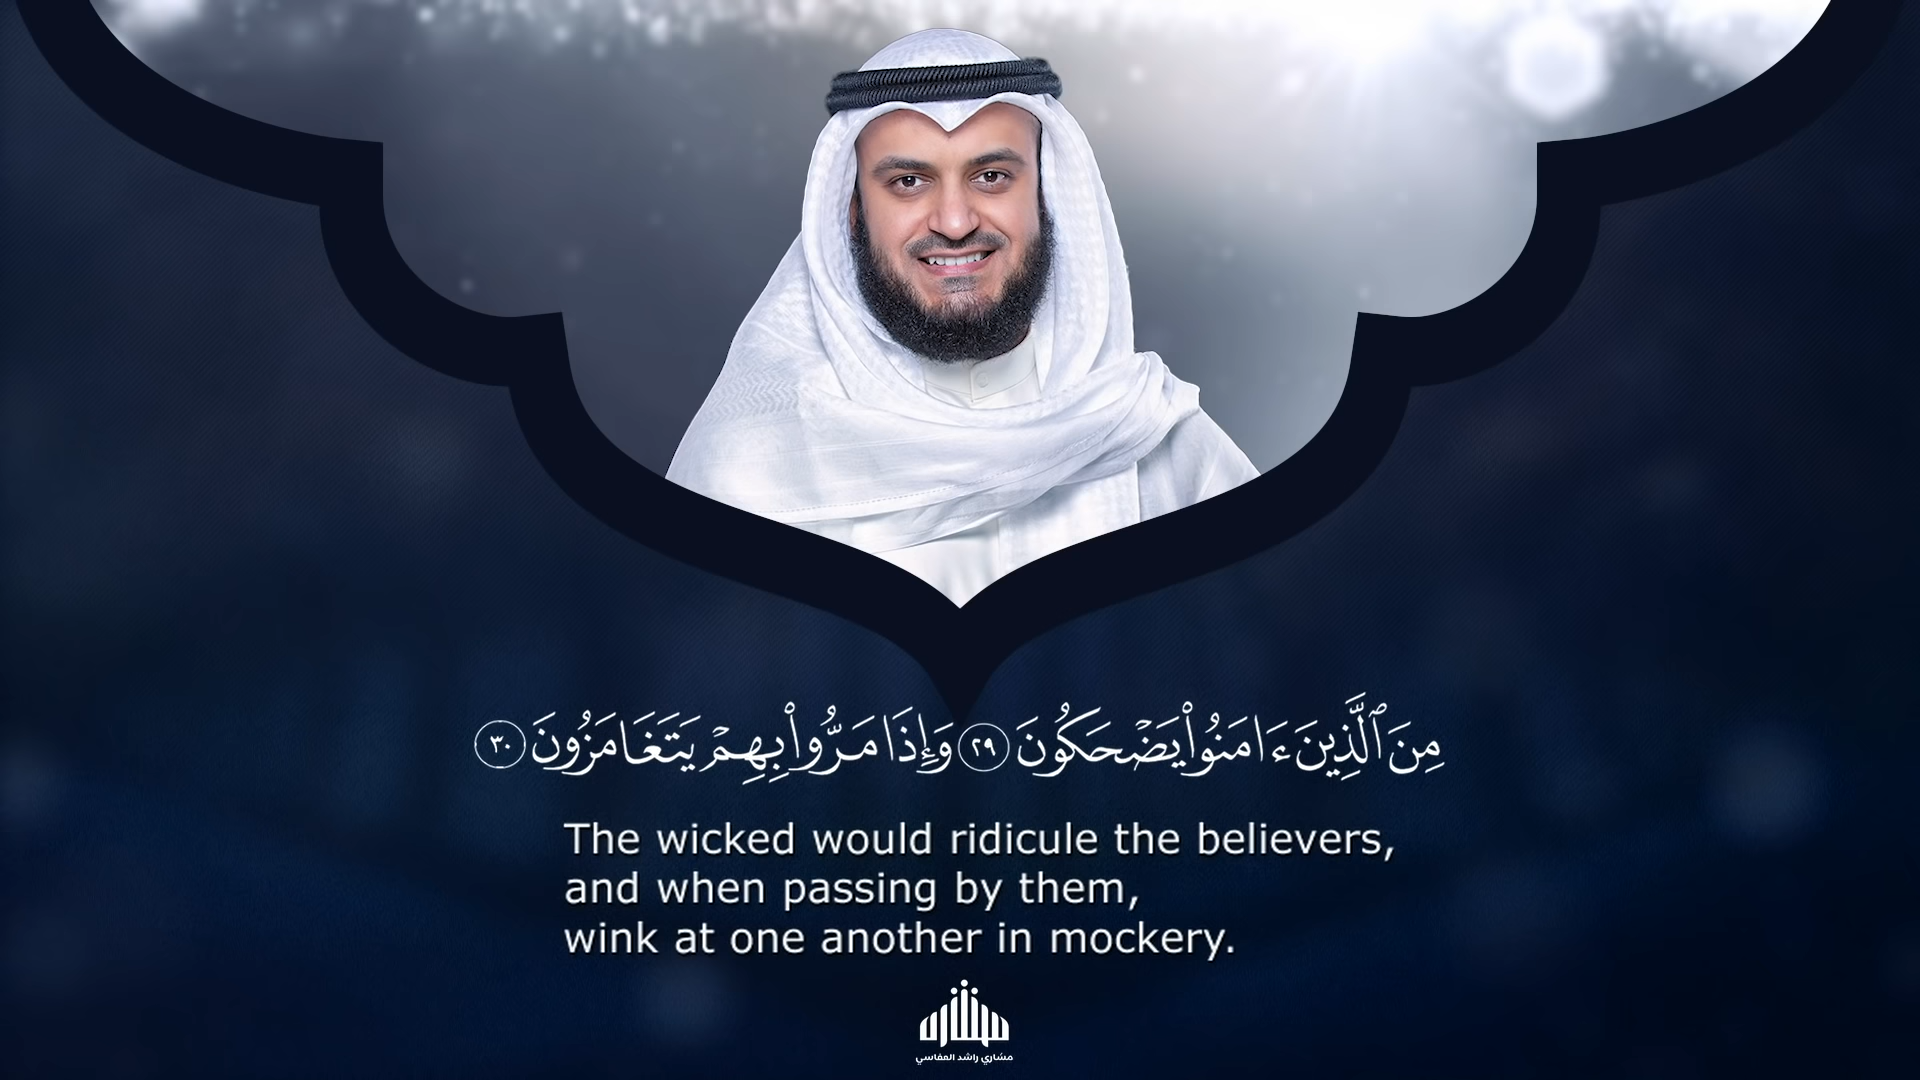 مِنَ ٱلَّذِينَ ءَامَنُوا۟ يَضْحَكُونَ ٢٩ وَإِذَا مَرُّوا۟ بِهِمْ يَتَغَامَزُونَ ٣٠
The wicked would ridicule the believers,
and when passing by them,
wink at one another in mockery.
مشاري راشد العفاسي